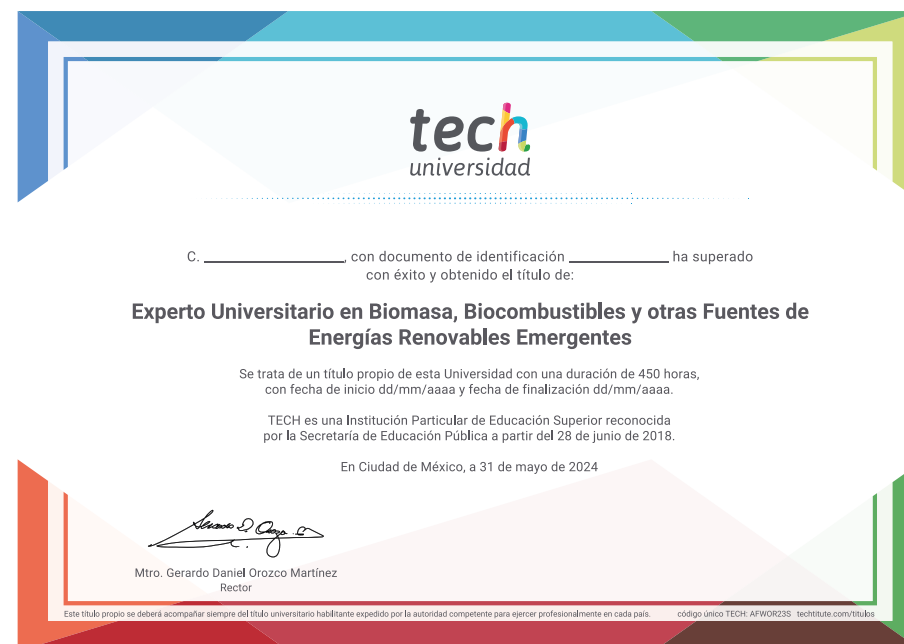 tech
universidad
C. ____________, con documento de identificación ____________ ha superado
con éxito y obtenido el título de:
Experto Universitario en Biomasa, Biocombustibles y otras Fuentes de
Energías Renovables Emergentes
Se trata de un título propio de esta Universidad con una duración de 450 horas,
con fecha de inicio dd/mm/aaaa y fecha de finalización dd/mm/aaaa.
TECH es una Institución Particular de Educación Superior reconocida
por la Secretaría de Educación Pública a partir del 28 de junio de 2018.
En Ciudad de México, a 31 de mayo de 2024
Mtro. Gerardo Daniel Orozco Martínez
Rector
Este título propio se deberá acompañar siempre del título universitario habilitante expedido por la autoridad competente para ejercer profesionalmente en cada país. código único TECH: AFWOR23S techtitute.com/titulos